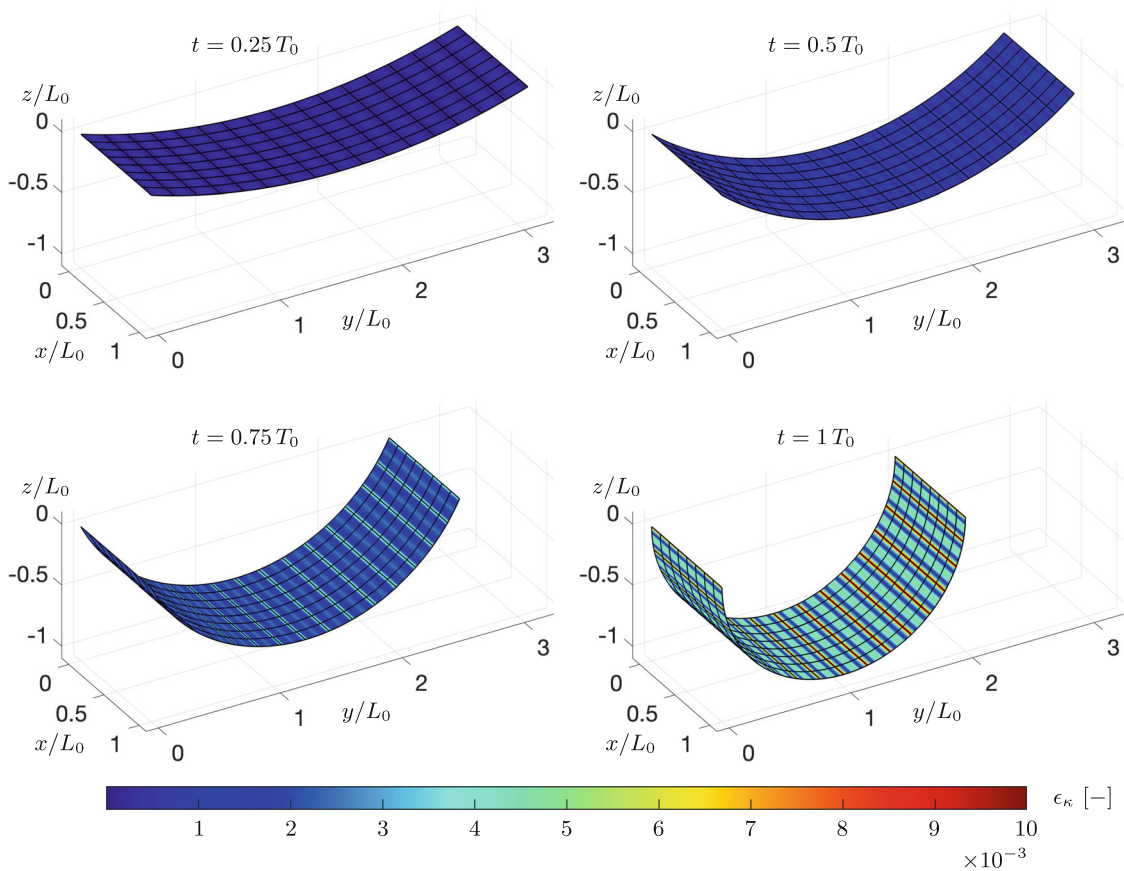 t = 0.25 T₀
z/L₀
0
-0.5
-1
0
0.5
1
x/L₀
0
1
2
3
y/L₀
t = 0.5 T₀
z/L₀
0
-0.5
-1
0
0.5
1
x/L₀
0
1
2
3
y/L₀
t = 0.75 T₀
z/L₀
0
-0.5
-1
0
0.5
1
x/L₀
0
1
2
3
y/L₀
t = 1 T₀
z/L₀
0
-0.5
-1
0
0.5
1
x/L₀
0
1
2
3
y/L₀
1 2 3 4 5 6 7 8 9 10
ϵκ [−]
×10⁻³